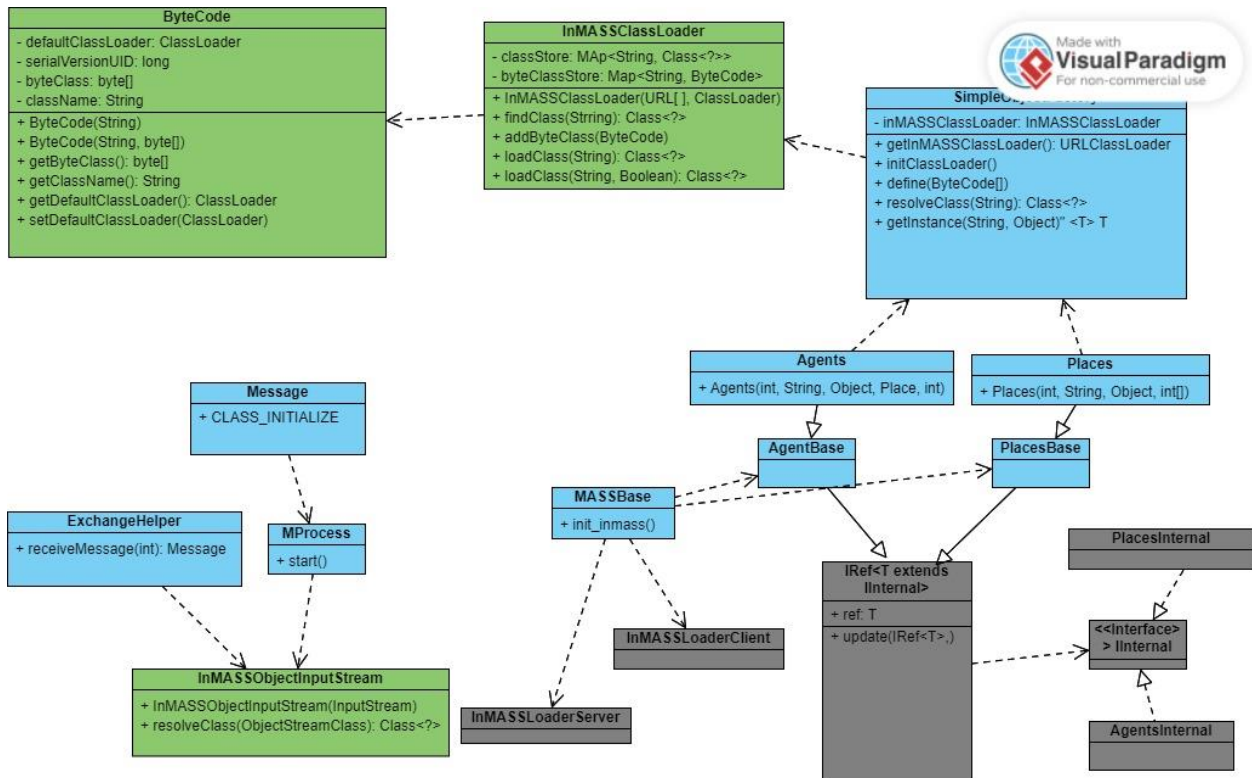 ByteCode
- defaultClassLoader: ClassLoader
- serialVersionUID: long
- byteClass: byte[]
- className: String
+ ByteCode(String)
+ ByteCode(String, byte[])
+ getByteClass(): byte[]
+ getClassName(): String
+ getDefaultClassLoader(): ClassLoader
+ setDefaultClassLoader(ClassLoader)
InMASSClassLoader
- classStore: MAp<String, Class<?>>
- byteClassStore: Map<String, ByteCode>
+ InMASSClassLoader(URL[ ], ClassLoader)
+ findClass(Strring): Class<?>
+ addByteClass(ByteCode)
+ loadClass(String): Class<?>
+ loadClass(String, Boolean): Class<?>
Made with
Visual Paradigm
For non-commercial use
- inMASSClassLoader: InMASSClassLoader
+ getInMASSClassLoader(): URLClassLoader
+ initClassLoader()
+ define(ByteCode[])
+ resolveClass(String): Class<?>
+ getInstance(String, Object)" <T> T
Agents
+ Agents(int, String, Object, Place, int)
Places
+ Places(int, String, Object, int[])
Message
+ CLASS_INITIALIZE
AgentBase
PlacesBase
MASSBase
+ init_inmass()
ExchangeHelper
+ receiveMessage(int): Message
MProcess
+ start()
PlacesInternal
IRef<T extends
IInternal>
+ ref: T
+ update(IRef<T>,)
<<Interface>
> IInternal
InMASSLoaderClient
InMASSObjectInputStream
+ InMASSObjectInputStream(InputStream)
+ resolveClass(ObjectStreamClass): Class<?>
InMASSLoaderServer
AgentsInternal